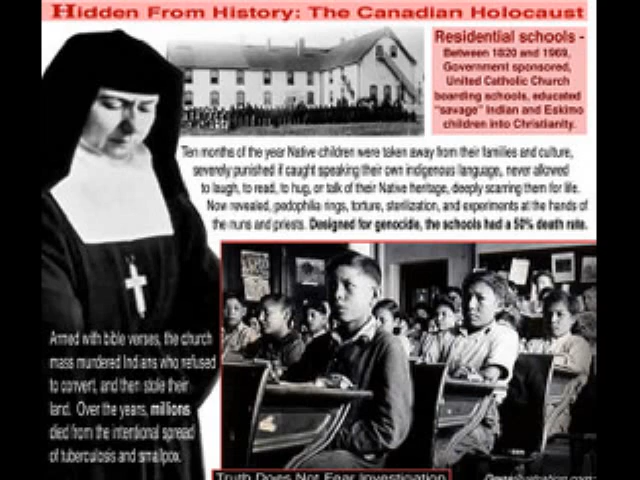 Hidden From History: The Canadian Holocaust
Residential schools -
Between 1820 and 1969,
Government sponsored,
United Catholic Church
boarding schools, educated
"savage" Indian and Eskimo
children into Christianity.
Ten months of the year Native children were taken away from their families and culture,
severely punished if caught speaking their own indigenous language, never allowed
to laugh, to read, to hug, or talk of their Native heritage, deeply scarring them for life.
Now revealed, pedophilia rings, torture, sterilization, and experiments at the hands of
the nuns and priests. Designed for genocide, the schools had a 50% death rate.
Armed with bible verses, the church
mass murdered Indians who refused
to convert, and then stole their
land. Over the years, millions
died from the intentional spread
of tuberculosis and smallpox.
Truth Does Not Fear Investigation